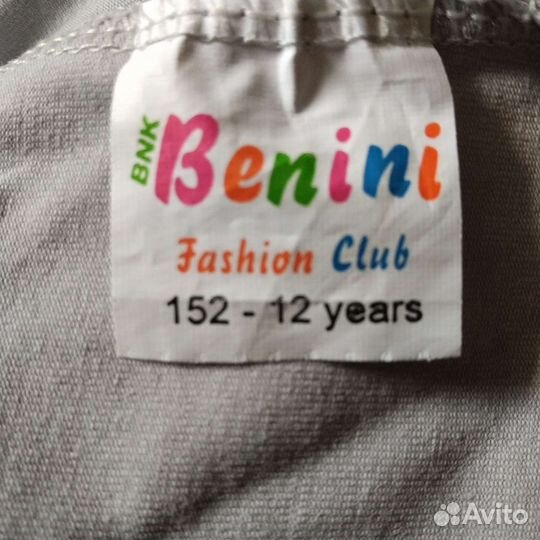 BNK
Benini
Fashion Club
152 - 12 years
Avito